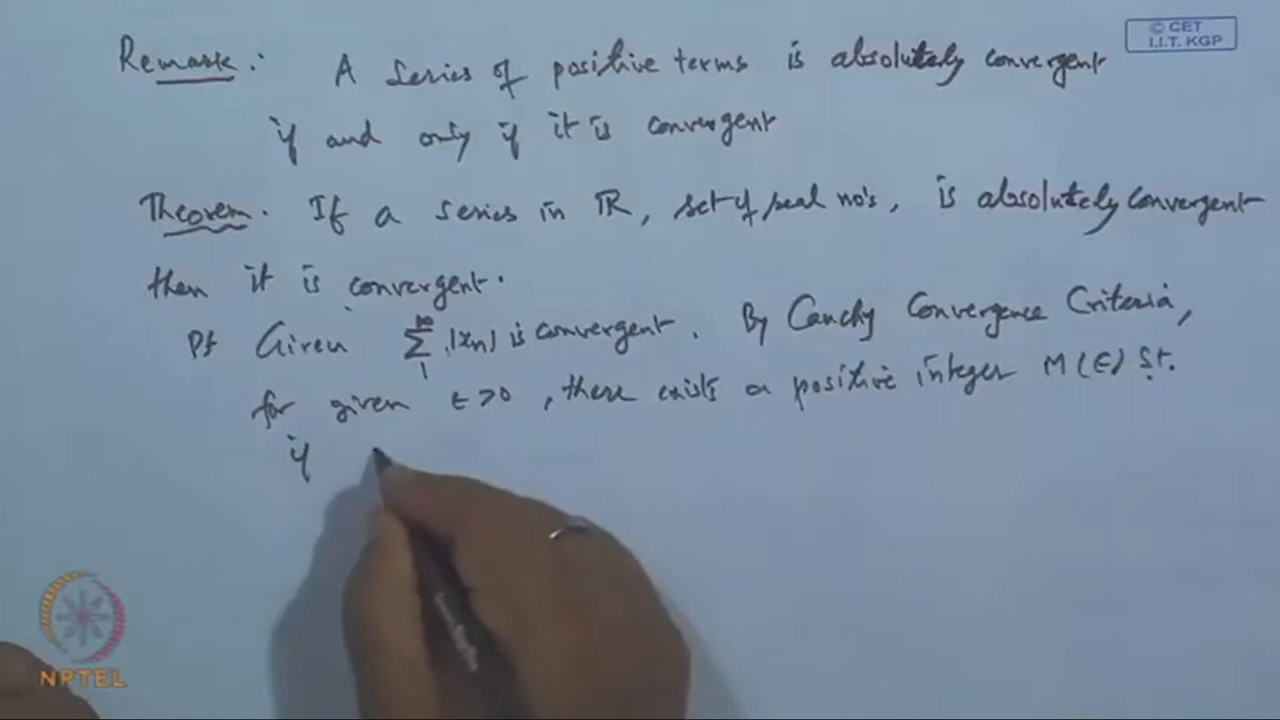 © CET
I.I.T. KGP
Remark: A series of positive terms is absolutely convergent
if and only if it is convergent
Theorem. If a series in ℝ, set of real no's, is absolutely convergent
then it is convergent.
Pf Given ∑₁^∞ |xn| is convergent. By Cauchy Convergence Criteria,
for given ε>0, there exists a positive integer M(ε) st.
if
NPTEL